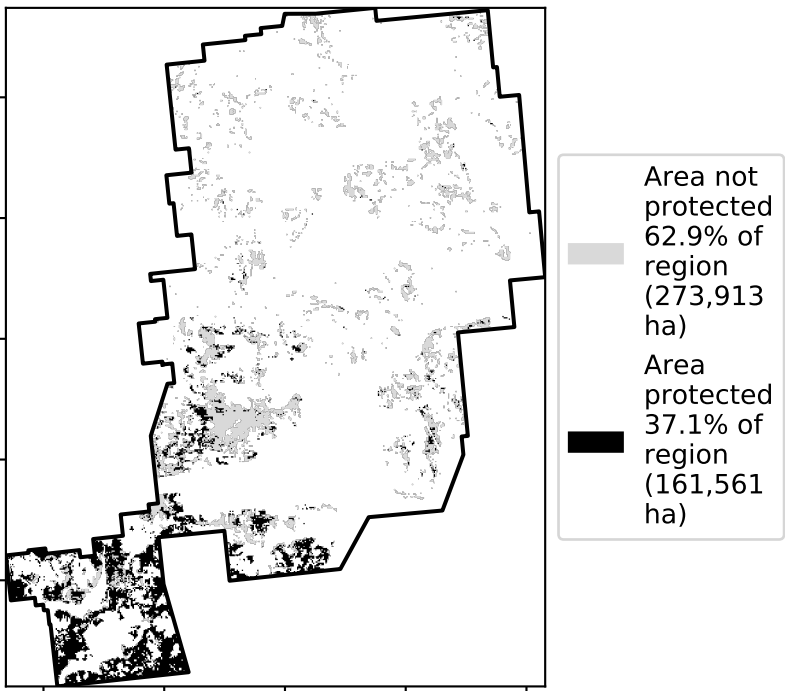 Area not
protected
62.9% of
region
(273,913
ha)
Area
protected
37.1% of
region
(161,561
ha)